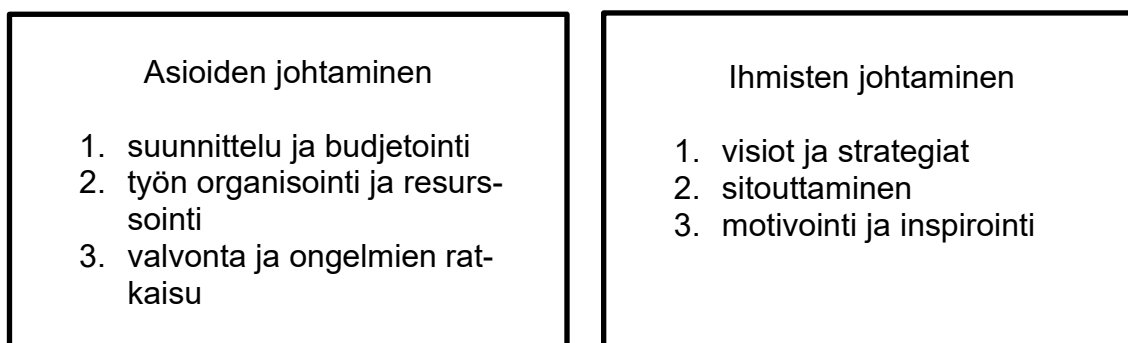 Asioiden johtaminen
1. suunnittelu ja budjetointi
2. työn organisointi ja resurs-
sointi
3. valvonta ja ongelmien rat-
kaisu
Ihmisten johtaminen
1. visiot ja strategiat
2. sitouttaminen
3. motivointi ja inspirointi